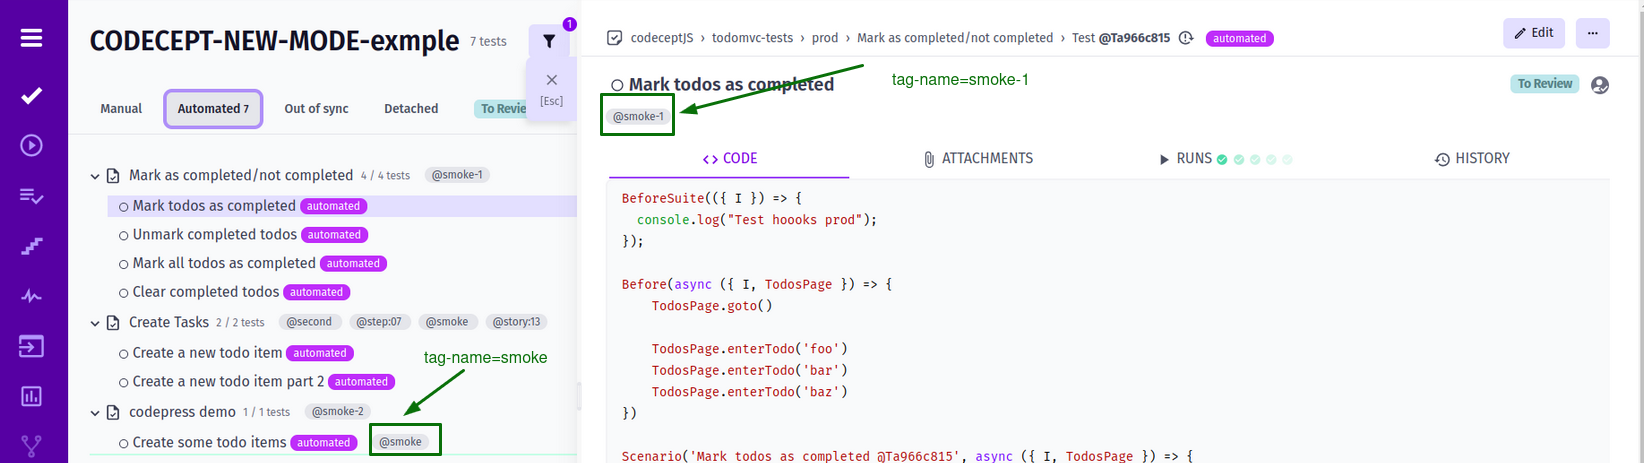 CODECEPT-NEW-MODE-exmple 7 tests
1
[Esc]
Manual Automated 7 Out of sync Detached
Mark as completed/not completed 4 / 4 tests @smoke-1
Mark todos as completed automated
Unmark completed todos automated
Mark all todos as completed automated
Clear completed todos automated
Create Tasks 2 / 2 tests @second @step:07 @smoke @story:13
Create a new todo item automated
tag-name=smoke
Create a new todo item part 2 automated
codepress demo 1 / 1 tests @smoke-2
Create some todo items automated @smoke
codeceptJS › todomvc-tests › prod › Mark as completed/not completed › Test @Ta966c815 automated
Edit ...
Mark todos as completed
tag-name=smoke-1
To Review
@smoke-1
CODE ATTACHMENTS RUNS HISTORY
BeforeSuite(({ I }) => {
console.log("Test hoooks prod");
});
Before(async ({ I, TodosPage }) => {
TodosPage.goto()
TodosPage.enterTodo('foo')
TodosPage.enterTodo('bar')
TodosPage.enterTodo('baz')
})
Scenario('Mark todos as completed @Ta966c815', async ({ I, TodosPage }) => {